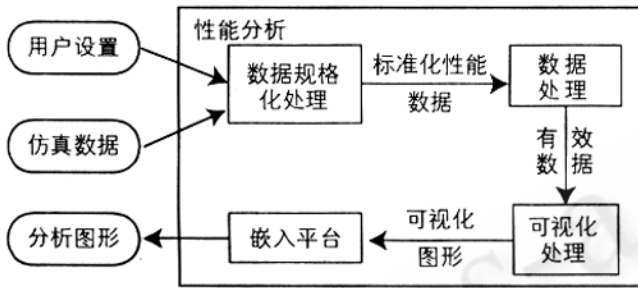 性能分析
用户设置
数据规格
化处理
标准化性能
数据
数据
处理
仿真数据
有效
数据
分析图形
嵌入平台
可视化
图形
可视化
处理